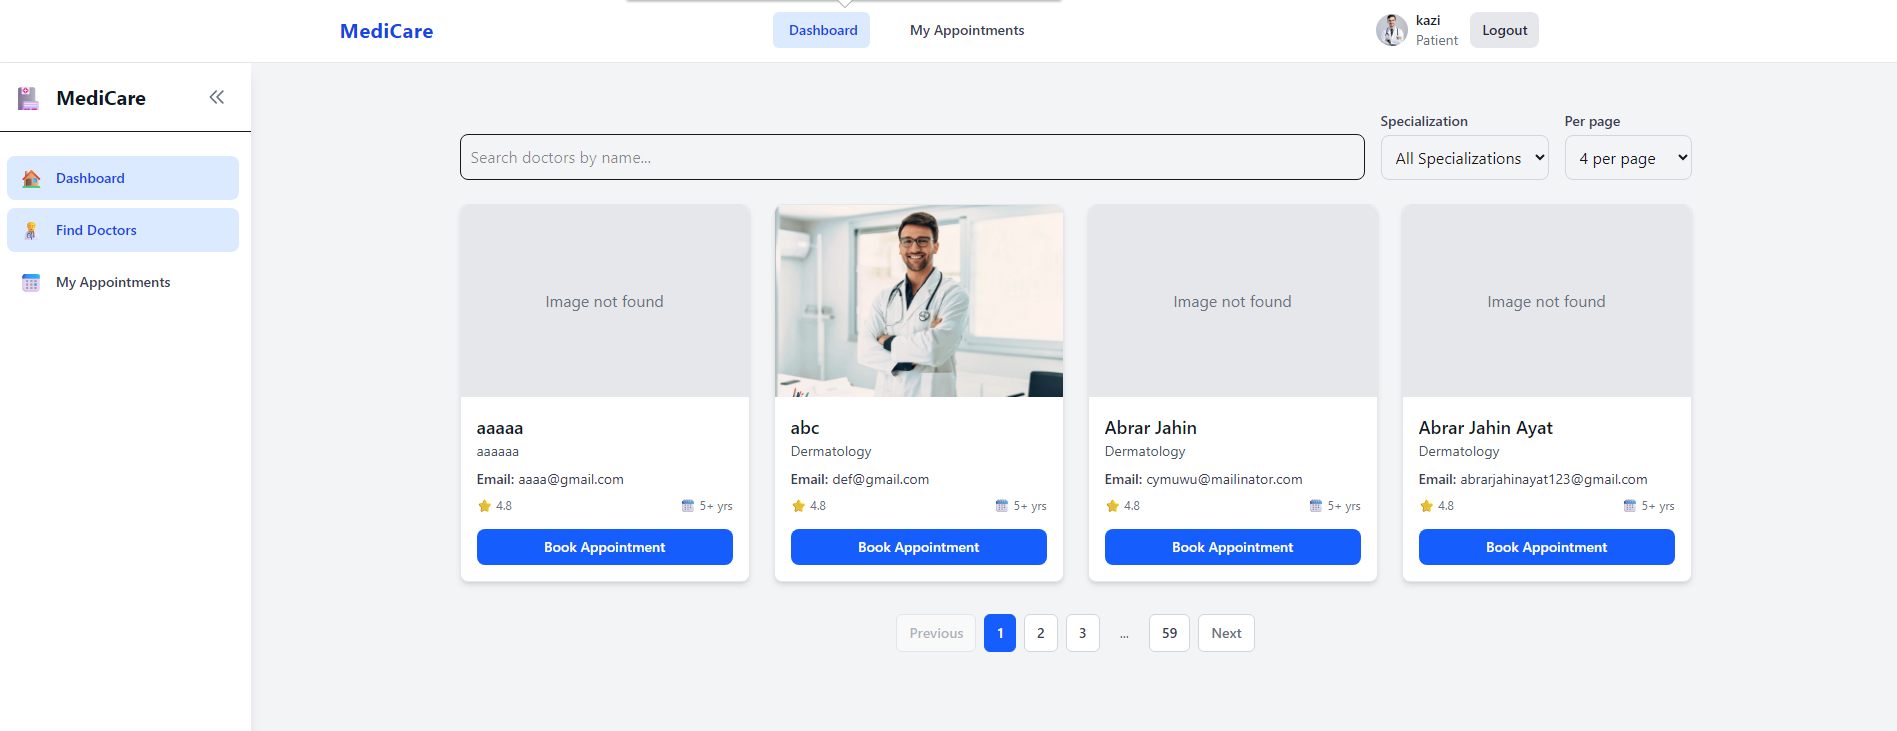 MediCare
Dashboard
My Appointments
kazi
Patient
Logout
MediCare
Dashboard
Find Doctors
My Appointments
Search doctors by name...
Specialization
All Specializations
Per page
4 per page
Image not found
aaaaa
aaaaaa
Email: aaaa@gmail.com
4.8
5+ yrs
Book Appointment
abc
Dermatology
Email: def@gmail.com
4.8
5+ yrs
Book Appointment
Image not found
Abrar Jahin
Dermatology
Email: cymuwu@mailinator.com
4.8
5+ yrs
Book Appointment
Image not found
Abrar Jahin Ayat
Dermatology
Email: abrarjahinayat123@gmail.com
4.8
5+ yrs
Book Appointment
Previous 1 2 3 ... 59 Next